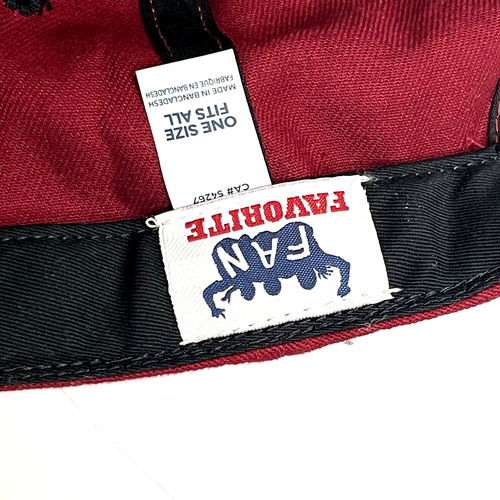 FAVORITE
FAN
ONE SIZE
FITS ALL
MADE IN BANGLADESH
FABRIQUÉ EN BANGLADESH
CA# 54267